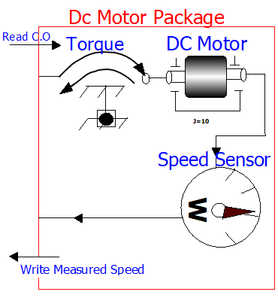 Dc Motor Package
Read C.O
Torque
DC Motor
J=10
Speed Sensor
W
Write Measured Speed